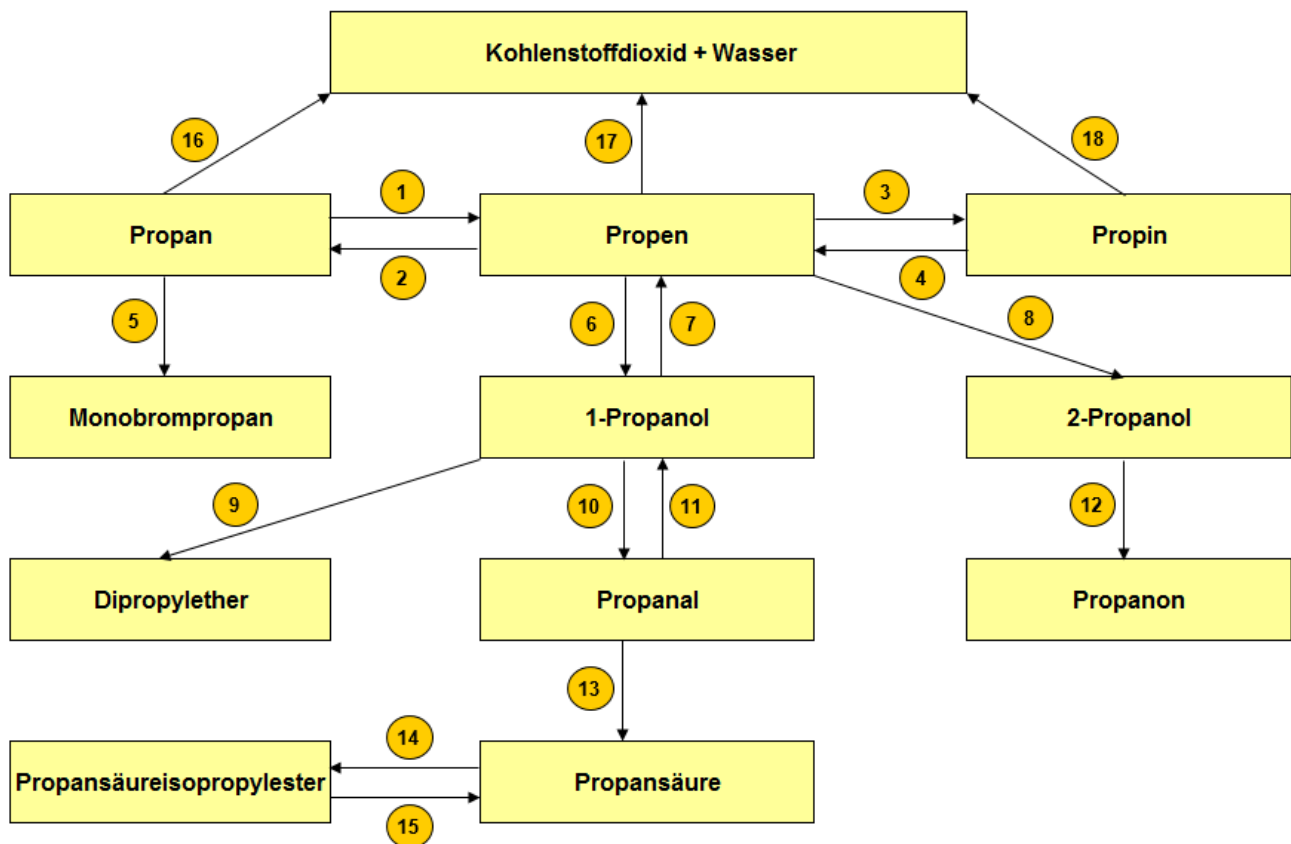 Kohlenstoffdioxid + Wasser
16
17
18
1
3
Propan
Propen
Propin
2
4
5
6
7
8
Monobrompropan
1-Propanol
2-Propanol
9
10
11
12
Dipropylether
Propanal
Propanon
13
14
Propansäureisopropylester
Propansäure
15